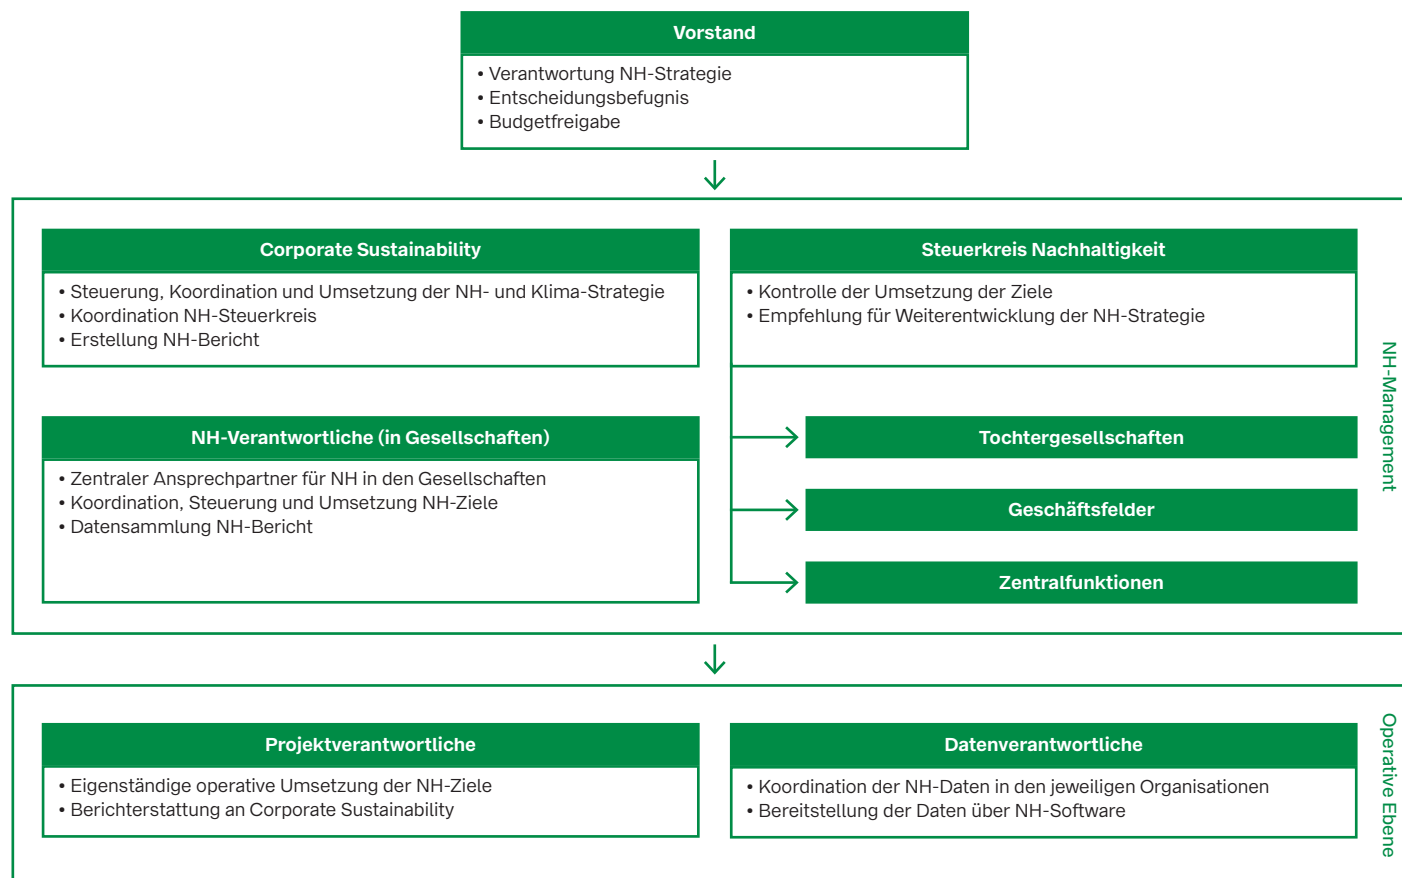 Vorstand
• Verantwortung NH-Strategie
• Entscheidungsbefugnis
• Budgetfreigabe
Corporate Sustainability
• Steuerung, Koordination und Umsetzung der NH- und Klima-Strategie
• Koordination NH-Steuerkreis
• Erstellung NH-Bericht
Steuerkreis Nachhaltigkeit
• Kontrolle der Umsetzung der Ziele
• Empfehlung für Weiterentwicklung der NH-Strategie
NH-Verantwortliche (in Gesellschaften)
• Zentraler Ansprechpartner für NH in den Gesellschaften
• Koordination, Steuerung und Umsetzung NH-Ziele
• Datensammlung NH-Bericht
Tochtergesellschaften
Geschäftsfelder
Zentralfunktionen
NH-Management
Projektverantwortliche
• Eigenständige operative Umsetzung der NH-Ziele
• Berichterstattung an Corporate Sustainability
Datenverantwortliche
• Koordination der NH-Daten in den jeweiligen Organisationen
• Bereitstellung der Daten über NH-Software
Operative Ebene